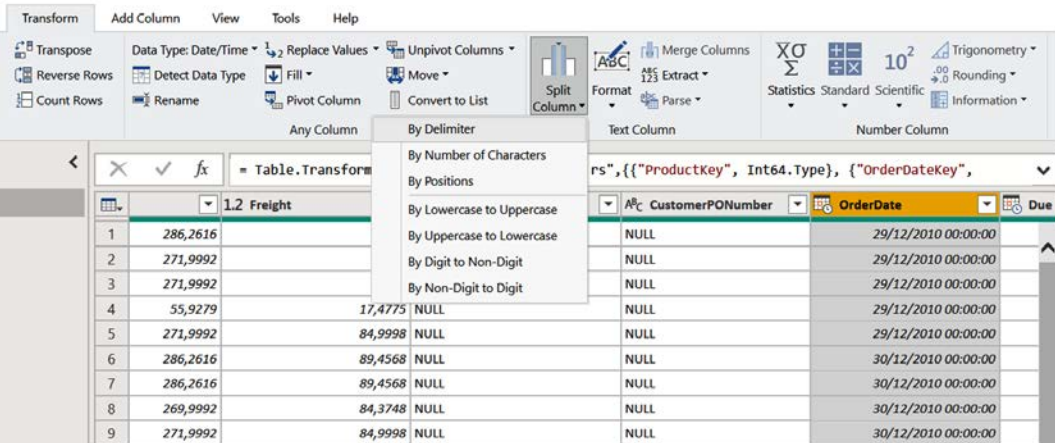 Transform Add Column View Tools Help
Transpose Data Type: Date/Time 1↘2 Replace Values Unpivot Columns Merge Columns XΟ Trigonometry
Reverse Rows Detect Data Type Fill Move ABC ABC 123 Extract Σ 10² .00 Rounding
Count Rows Rename Pivot Column Convert to List Split Column Format Parse Statistics Standard Scientific Information
Any Column Text Column Number Column
By Delimiter
By Number of Characters
By Positions
By Lowercase to Uppercase
By Uppercase to Lowercase
By Digit to Non-Digit
By Non-Digit to Digit
fx = Table.Transform rs",{{"ProductKey", Int64.Type}, {"OrderDateKey",
1.2 Freight ABC CustomerPONumber OrderDate Due
1 286,2616 NULL 29/12/2010 00:00:00
2 271,9992 NULL 29/12/2010 00:00:00
3 271,9992 NULL 29/12/2010 00:00:00
4 55,9279 17,4775 NULL NULL 29/12/2010 00:00:00
5 271,9992 84,9998 NULL NULL 29/12/2010 00:00:00
6 286,2616 89,4568 NULL NULL 30/12/2010 00:00:00
7 286,2616 89,4568 NULL NULL 30/12/2010 00:00:00
8 269,9992 84,3748 NULL NULL 30/12/2010 00:00:00
9 271,9992 84,9998 NULL NULL 30/12/2010 00:00:00